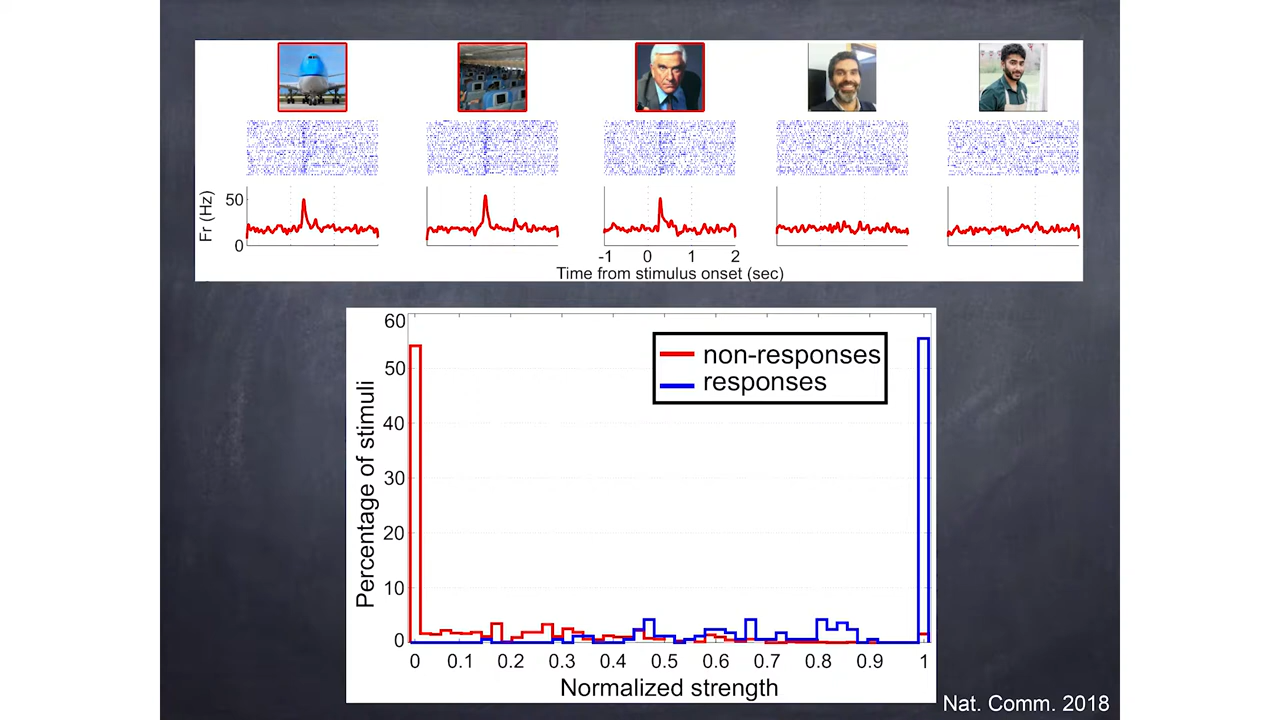 Fr (Hz)
50
0
-1 0 1 2
Time from stimulus onset (sec)
60
50
40
30
20
10
0
Percentage of stimuli
non-responses
responses
0 0.1 0.2 0.3 0.4 0.5 0.6 0.7 0.8 0.9 1
Normalized strength
Nat. Comm. 2018